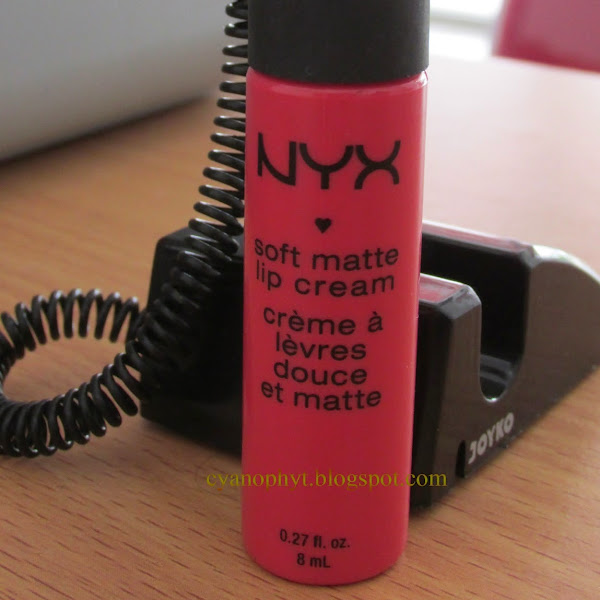 NYX
soft matte
lip cream
crème à
lèvres
douce
et matte
JOYKO
cyanophyt.blogspot.com
0.27 fl. oz.
8 mL